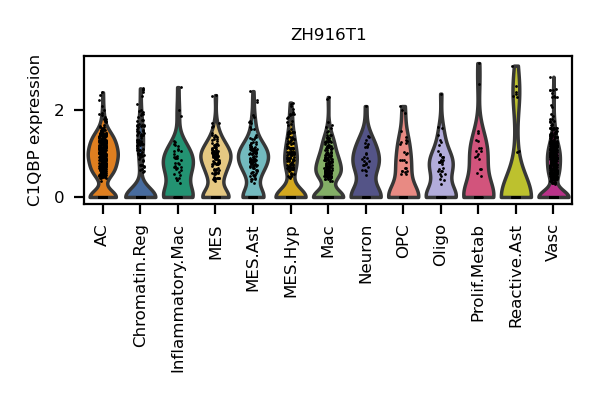 ZH916T1
C1QBP expression
2
0
AC
Chromatin.Reg
Inflammatory.Mac
MES
MES.Ast
MES.Hyp
Mac
Neuron
OPC
Oligo
Prolif.Metab
Reactive.Ast
Vasc